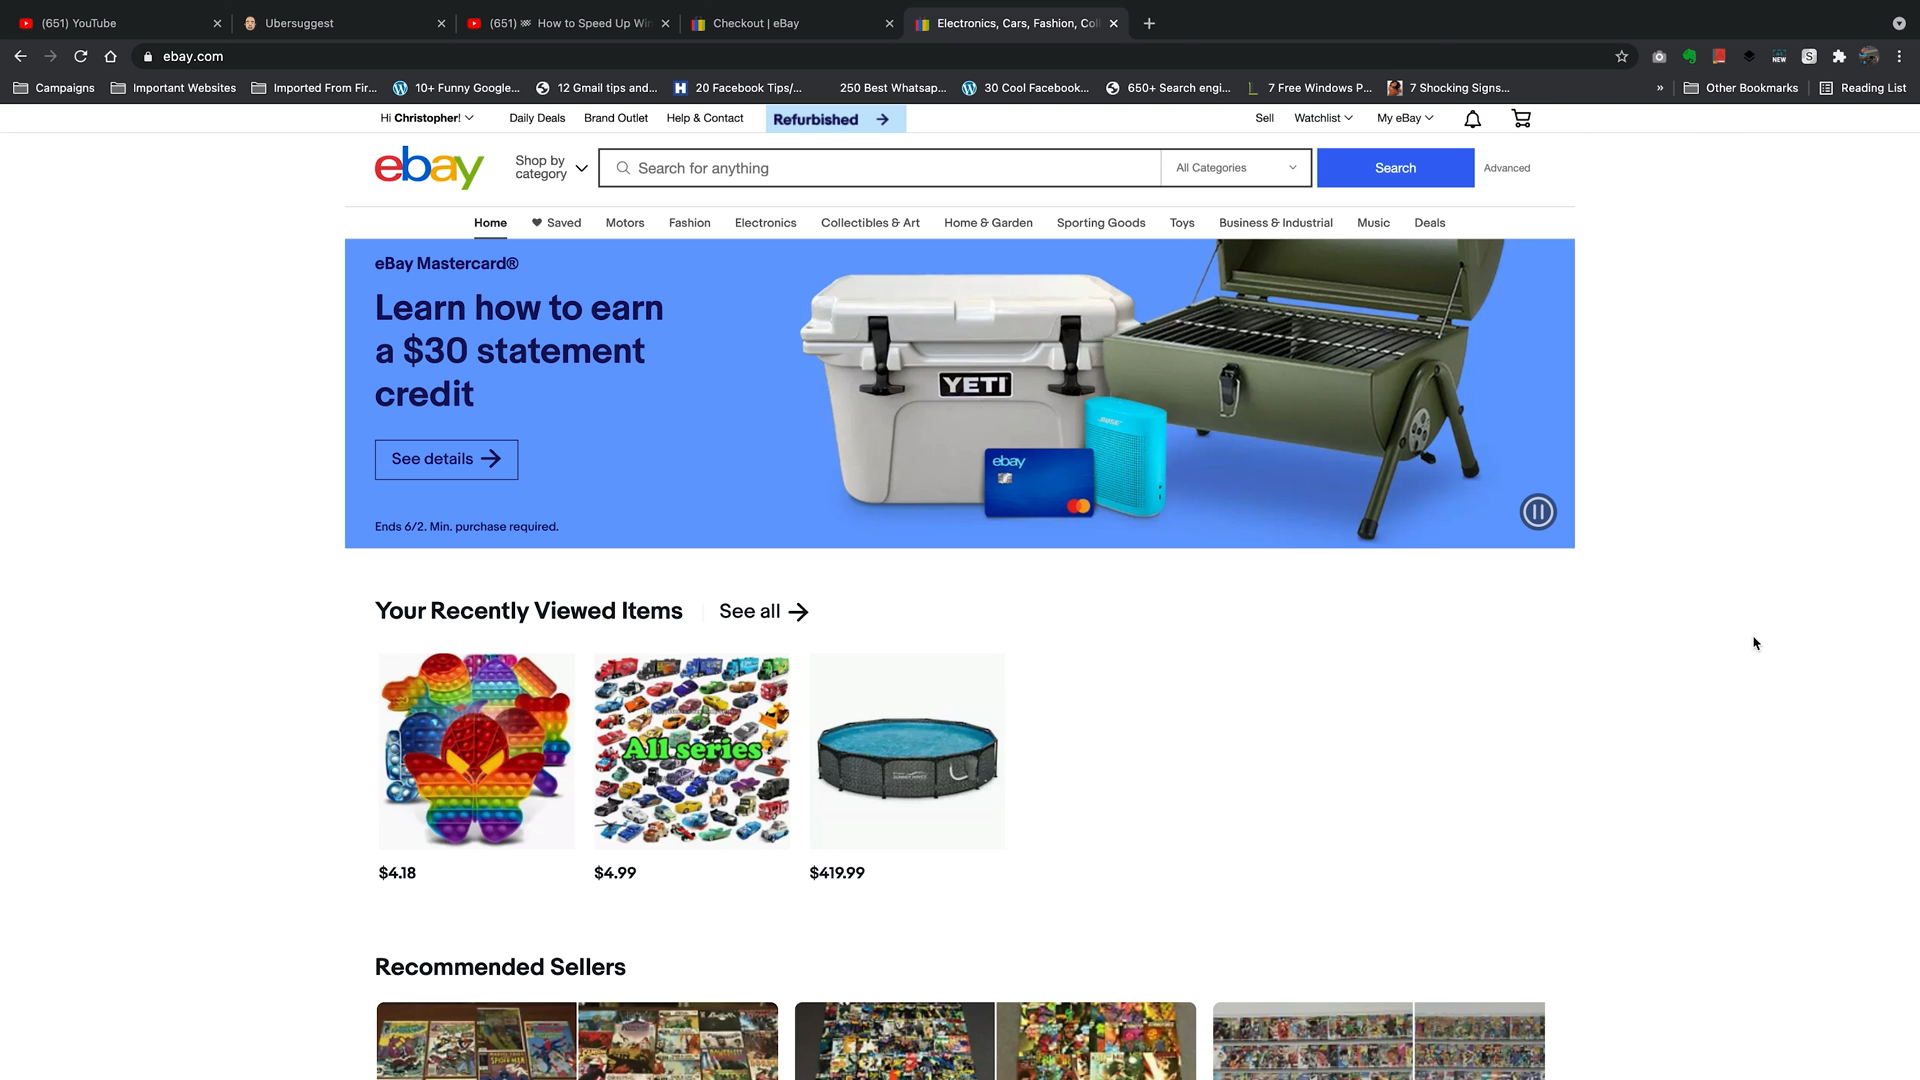 (651) YouTube
Ubersuggest
(651) How to Speed Up Wi
Checkout | eBay
Electronics, Cars, Fashion, Col
ebay.com
Campaigns
Important Websites
Imported From Fir...
10+ Funny Google...
12 Gmail tips and...
20 Facebook Tips/...
250 Best Whatsap...
30 Cool Facebook...
650+ Search engi...
7 Free Windows P...
7 Shocking Signs...
»
Other Bookmarks
Reading List
Hi Christopher!
Daily Deals
Brand Outlet
Help & Contact
Refurbished
Sell
Watchlist
My eBay
ebay
Shop by category
Search for anything
All Categories
Search
Advanced
Home
Saved
Motors
Fashion
Electronics
Collectibles & Art
Home & Garden
Sporting Goods
Toys
Business & Industrial
Music
Deals
eBay Mastercard®
Learn how to earn
a $30 statement
credit
See details
Ends 6/2. Min. purchase required.
YETI
BOSE
ebay
Your Recently Viewed Items
See all
All series
$4.18
$4.99
$419.99
Recommended Sellers